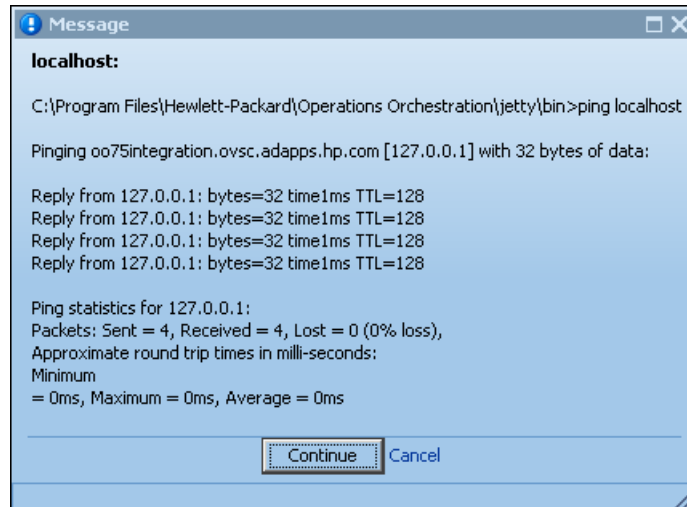 Message
localhost:
C:\Program Files\Hewlett-Packard\Operations Orchestration\jetty\bin>ping localhost
Pinging oo75integration.ovsc.adapps.hp.com [127.0.0.1] with 32 bytes of data:
Reply from 127.0.0.1: bytes=32 time1ms TTL=128
Reply from 127.0.0.1: bytes=32 time1ms TTL=128
Reply from 127.0.0.1: bytes=32 time1ms TTL=128
Reply from 127.0.0.1: bytes=32 time1ms TTL=128
Ping statistics for 127.0.0.1:
Packets: Sent = 4, Received = 4, Lost = 0 (0% loss),
Approximate round trip times in milli-seconds:
Minimum
= 0ms, Maximum = 0ms, Average = 0ms
Continue Cancel